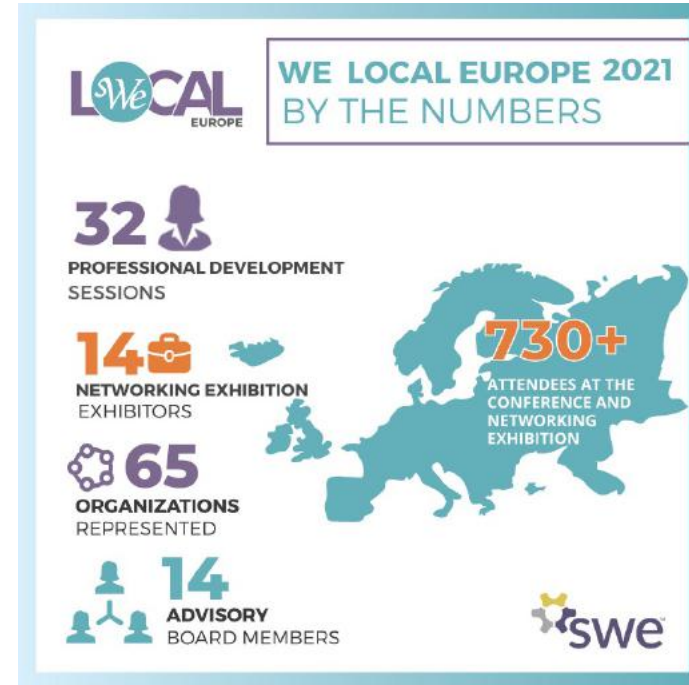 LOCAL
SWe
EUROPE
WE LOCAL EUROPE 2021
BY THE NUMBERS
32
PROFESSIONAL DEVELOPMENT
SESSIONS
14
NETWORKING EXHIBITION
EXHIBITORS
65
ORGANIZATIONS
REPRESENTED
14
ADVISORY
BOARD MEMBERS
730+
ATTENDEES AT THE
CONFERENCE AND
NETWORKING
EXHIBITION
swe